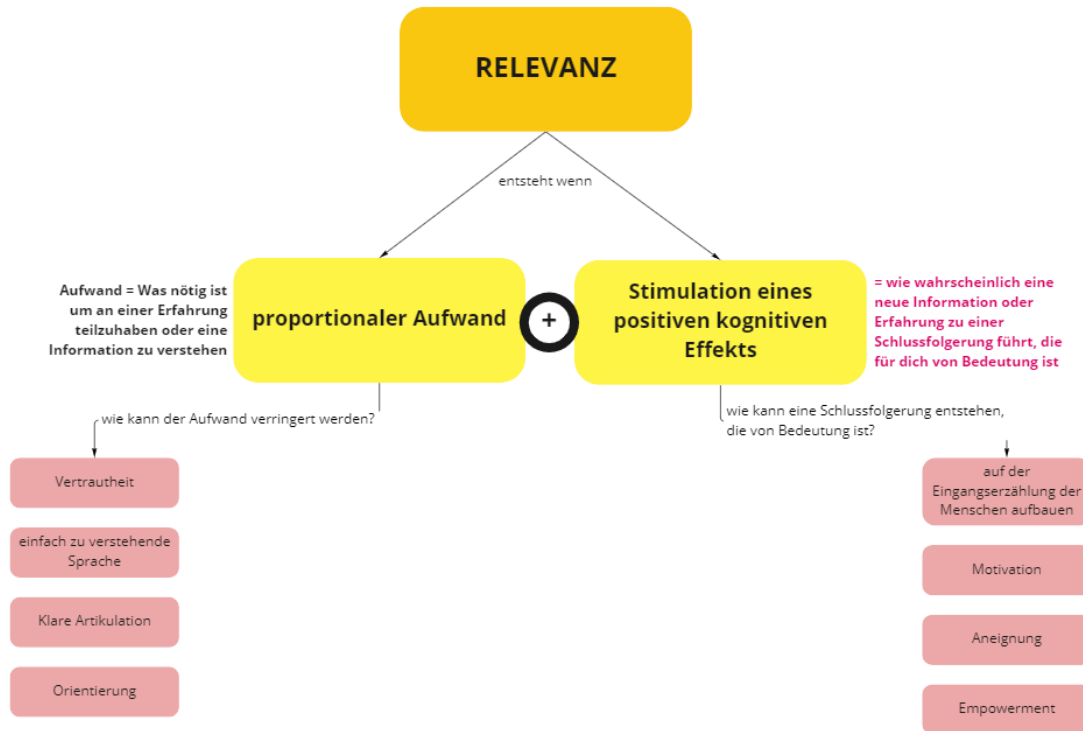 RELEVANZ
entsteht wenn
Aufwand = Was nötig ist
um an einer Erfahrung
teilzuhaben oder eine
Information zu verstehen
proportionaler Aufwand
+
Stimulation eines
positiven kognitiven
Effekts
= wie wahrscheinlich eine
neue Information oder
Erfahrung zu einer
Schlussfolgerung führt, die
für dich von Bedeutung ist
wie kann der Aufwand verringert werden?
wie kann eine Schlussfolgerung entstehen,
die von Bedeutung ist?
Vertrautheit
einfach zu verstehende
Sprache
Klare Artikulation
Orientierung
auf der
Eingangserzählung der
Menschen aufbauen
Motivation
Aneignung
Empowerment